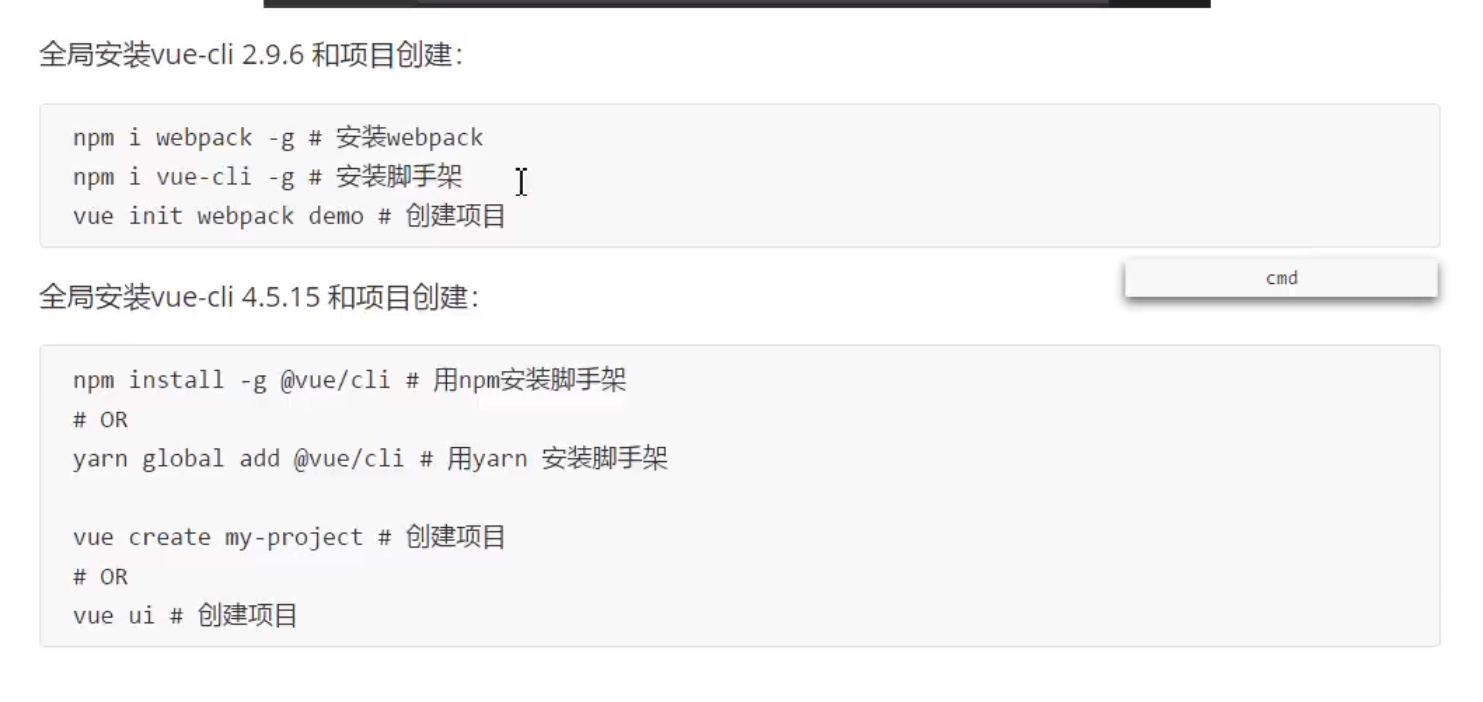 全局安装vue-cli 2.9.6 和项目创建：
npm i webpack -g # 安装webpack
npm i vue-cli -g # 安装脚手架
vue init webpack demo # 创建项目
cmd
全局安装vue-cli 4.5.15 和项目创建：
npm install -g @vue/cli # 用npm安装脚手架
# OR
yarn global add @vue/cli # 用yarn 安装脚手架
vue create my-project # 创建项目
# OR
vue ui # 创建项目